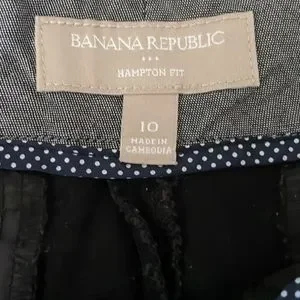 BANANA REPUBLIC
HAMPTON FIT
10
MADE IN
CAMBODIA